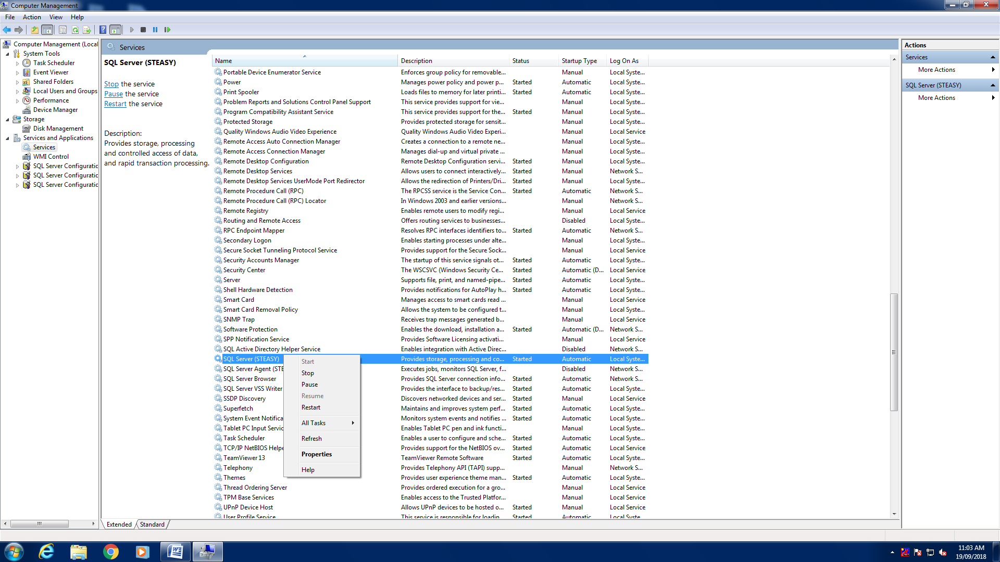 Computer Management
File Action View Help
Computer Management (Local
System Tools
Task Scheduler
Event Viewer
Shared Folders
Local Users and Groups
Performance
Device Manager
Storage
Disk Management
Services and Applications
Services
WMI Control
SQL Server Configuratic
SQL Server Configuratic
SQL Server Configuratic
Services
SQL Server (STEASY)
Stop the service
Pause the service
Restart the service
Description:
Provides storage, processing
and controlled access of data,
and rapid transaction processing.
Name Description Status Startup Type Log On As
Portable Device Enumerator Service Enforces group policy for removable... Manual Local Syste...
Power Manages power policy and power p... Started Automatic Local Syste...
Print Spooler Loads files to memory for later printi... Started Automatic Local Syste...
Problem Reports and Solutions Control Panel Support This service provides support for vie... Manual Local Syste...
Program Compatibility Assistant Service This service provides support for the... Started Manual Local Syste...
Protected Storage Provides protected storage for sensit... Manual Local Syste...
Quality Windows Audio Video Experience Quality Windows Audio Video Experi... Manual Local Service
Remote Access Auto Connection Manager Creates a connection to a remote ne... Manual Local Syste...
Remote Access Connection Manager Manages dial-up and virtual private ... Manual Local Syste...
Remote Desktop Configuration Remote Desktop Configuration servi... Started Manual Local Syste...
Remote Desktop Services Allows users to connect interactively... Started Manual Network S...
Remote Desktop Services UserMode Port Redirector Allows the redirection of Printers/Dri... Started Manual Local Syste...
Remote Procedure Call (RPC) The RPCSS service is the Service Con... Started Automatic Network S...
Remote Procedure Call (RPC) Locator In Windows 2003 and earlier versions... Manual Network S...
Remote Registry Enables remote users to modify regi... Manual Local Service
Routing and Remote Access Offers routing services to businesses... Disabled Local Syste...
RPC Endpoint Mapper Resolves RPC interfaces identifiers to... Started Automatic Network S...
Secondary Logon Enables starting processes under alte... Manual Local Syste...
Secure Socket Tunneling Protocol Service Provides support for the Secure Sock... Manual Local Service
Security Accounts Manager The startup of this service signals ot... Started Automatic Local Syste...
Security Center The WSCSVC (Windows Security Ce... Started Automatic (D... Local Service
Server Supports file, print, and named-pipe... Started Automatic Local Syste...
Shell Hardware Detection Provides notifications for AutoPlay h... Started Automatic Local Syste...
Smart Card Manages access to smart cards read ... Manual Local Service
Smart Card Removal Policy Allows the system to be configured t... Manual Local Syste...
SNMP Trap Receives trap messages generated b... Manual Local Service
Software Protection Enables the download, installation a... Started Automatic (D... Network S...
SPP Notification Service Provides Software Licensing activati... Manual Local Service
SQL Active Directory Helper Service Enables integration with Active Direc... Disabled Network S...
SQL Server (STEASY) Provides storage, processing and co... Started Automatic Local Syste...
SQL Server Agent (STE Executes jobs, monitors SQL Server, f... Disabled Network S...
SQL Server Browser Provides SQL Server connection info... Started Automatic Network S...
SQL Server VSS Writer Provides the interface to backup/res... Started Automatic Local Syste...
SSDP Discovery Discovers networked devices and ser... Started Manual Local Service
Superfetch Maintains and improves system perf... Started Automatic Local Syste...
System Event Notifica Monitors system events and notifies ... Started Automatic Local Syste...
Tablet PC Input Servic Enables Tablet PC pen and ink functi... Manual Local Syste...
Task Scheduler Enables a user to configure and sche... Started Automatic Local Syste...
TCP/IP NetBIOS Helpe Provides support for the NetBIOS ov... Started Automatic Local Service
TeamViewer 13 TeamViewer Remote Software Started Automatic Local Syste...
Telephony Provides Telephony API (TAPI) supp... Manual Network S...
Themes Provides user experience theme man... Started Automatic Local Syste...
Thread Ordering Server Provides ordered execution for a gro... Manual Local Service
TPM Base Services Enables access to the Trusted Platfor... Manual Local Service
UPnP Device Host Allows UPnP devices to be hosted o... Started Manual Local Service
User Profile Service This service is responsible for loadin... Started Automatic Local Syste...
Start
Stop
Pause
Resume
Restart
All Tasks
Refresh
Properties
Help
Extended Standard
Actions
Services
More Actions
SQL Server (STEASY)
More Actions
11:03 AM
19/09/2018